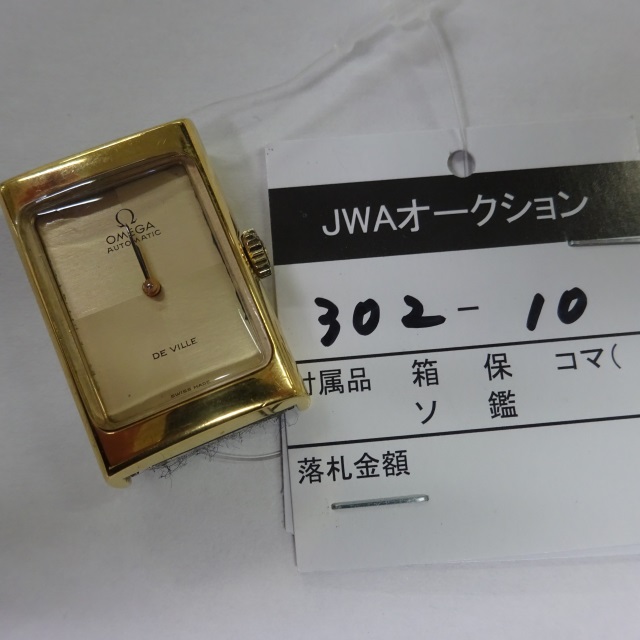 Ω
OMEGA
AUTOMATIC
DE VILLE
SWISS MADE
JWAオークション
302-10
付属品 箱 保 コマ(
ソ 鑑
落札金額